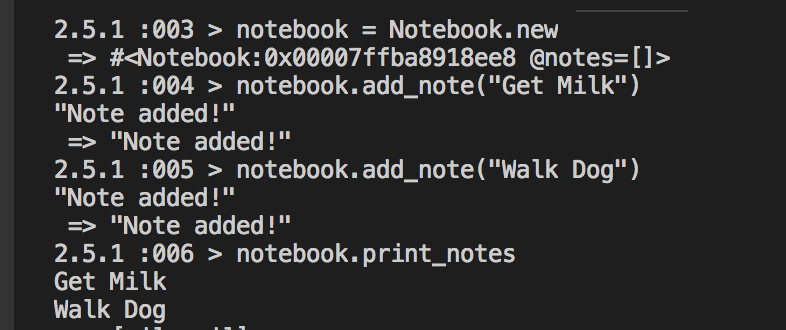 2.5.1 :003 > notebook = Notebook.new
 => #<Notebook:0x00007ffba8918ee8 @notes=[]>
2.5.1 :004 > notebook.add_note("Get Milk")
"Note added!"
 => "Note added!"
2.5.1 :005 > notebook.add_note("Walk Dog")
"Note added!"
 => "Note added!"
2.5.1 :006 > notebook.print_notes
Get Milk
Walk Dog